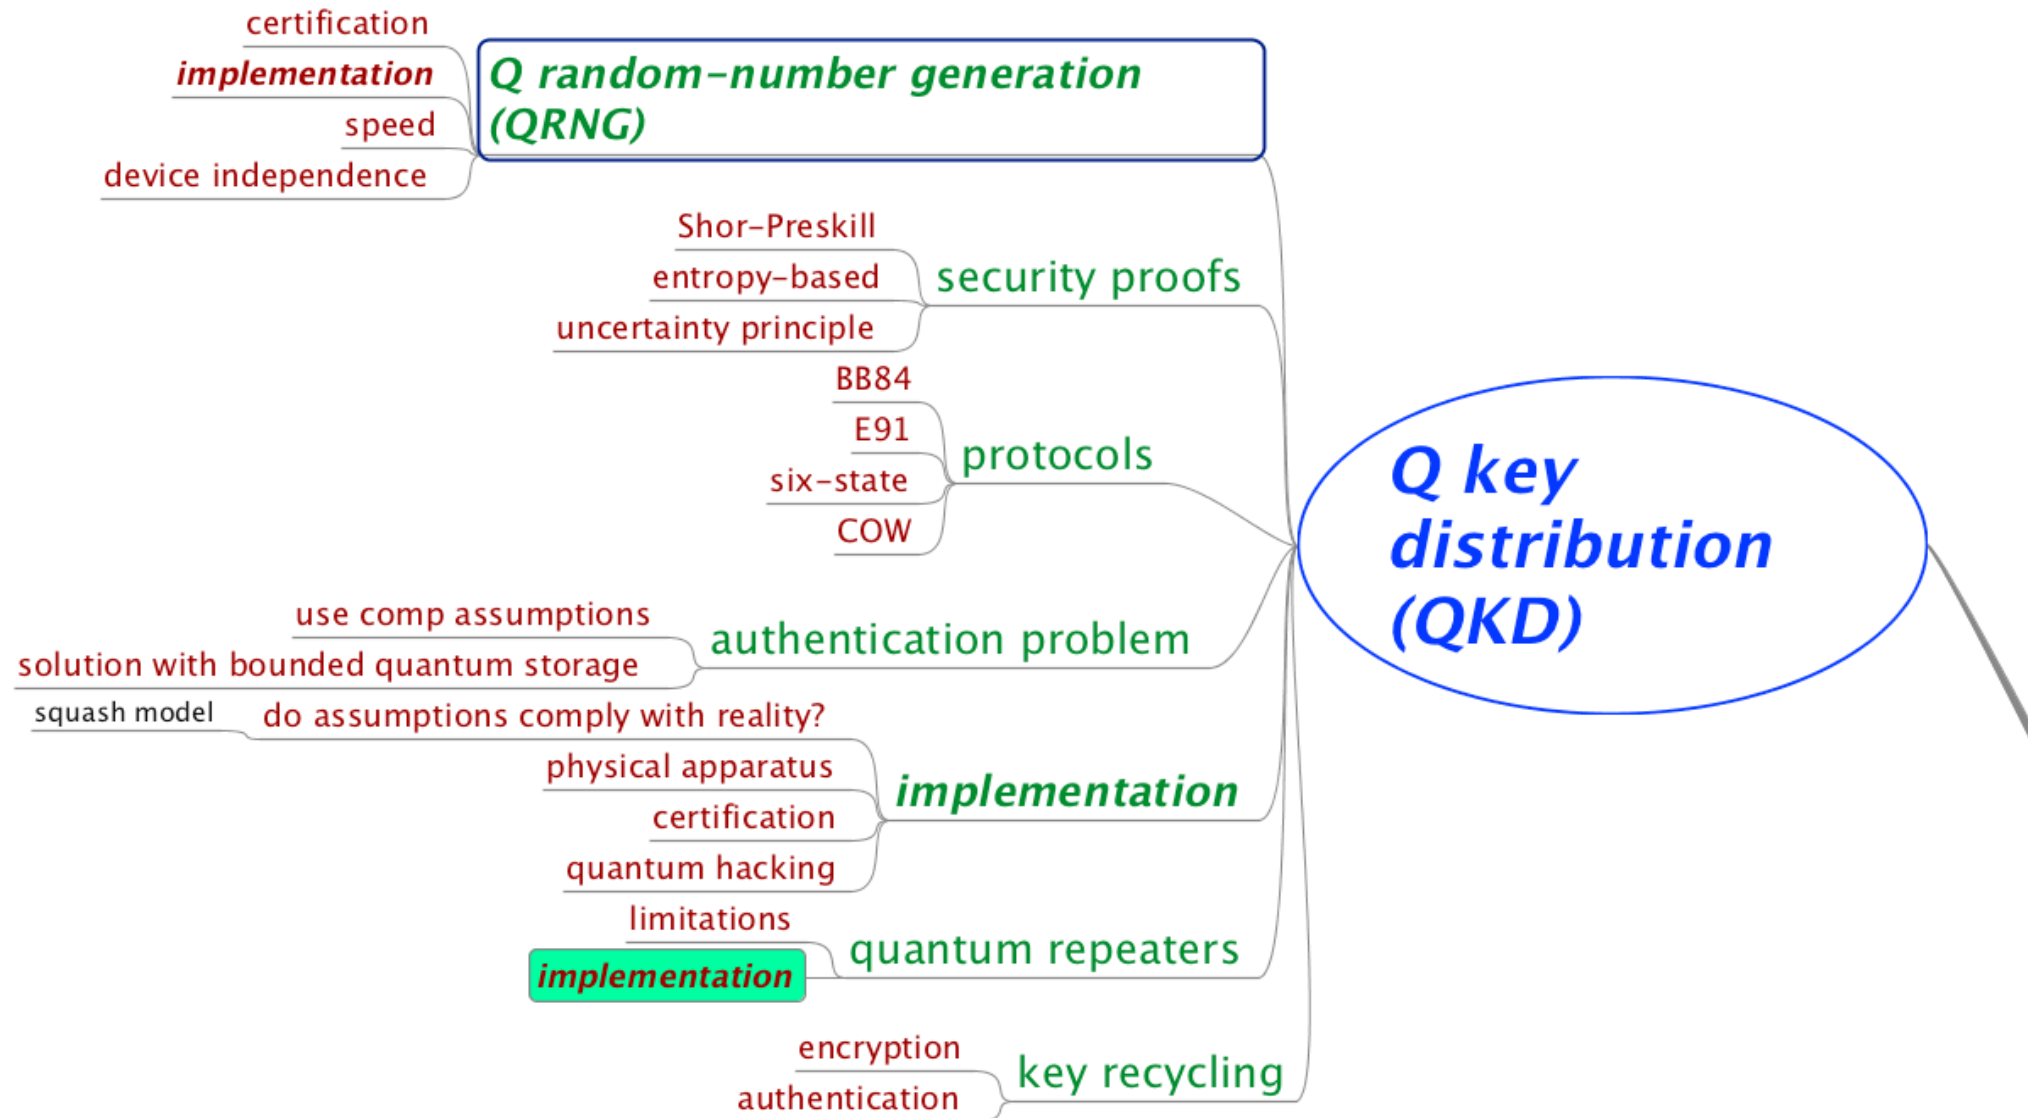 certification
implementation
speed
device independence
Q random-number generation
(QRNG)
Shor-Preskill
entropy-based
uncertainty principle
security proofs
BB84
E91
six-state
COW
protocols
use comp assumptions
solution with bounded quantum storage
authentication problem
squash model
do assumptions comply with reality?
physical apparatus
certification
quantum hacking
implementation
limitations
implementation
quantum repeaters
encryption
authentication
key recycling
Q key
distribution
(QKD)